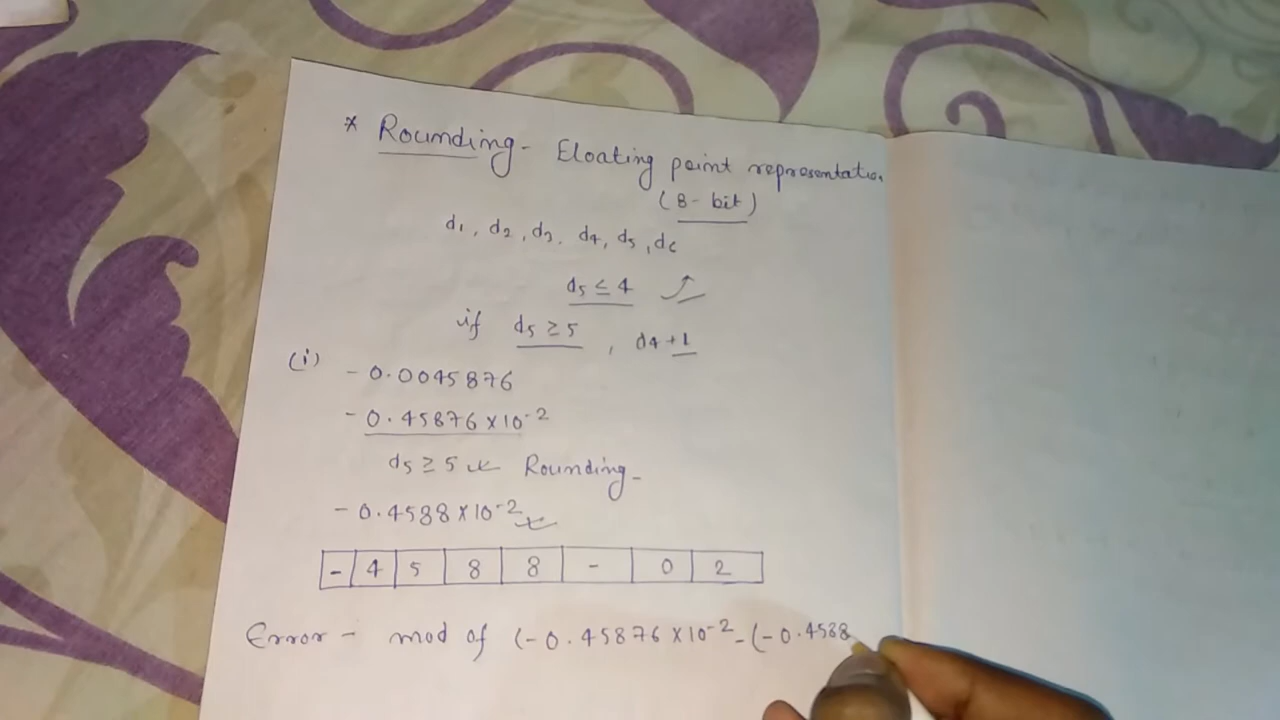 * Rounding - Eloating point representation
(8-bit)
d₁, d₂, d₃, d₄, d₅, d₆
d₅ ≤ 4
if d₅ ≥ 5, d₄+1
(i) - 0.0045876
- 0.45876 × 10⁻²
d₅ ≥ 5 Rounding-
- 0.4588 × 10⁻²
- 4 5 8 8 - 0 2
Error - mod of (-0.45876 × 10⁻² - (-0.4588